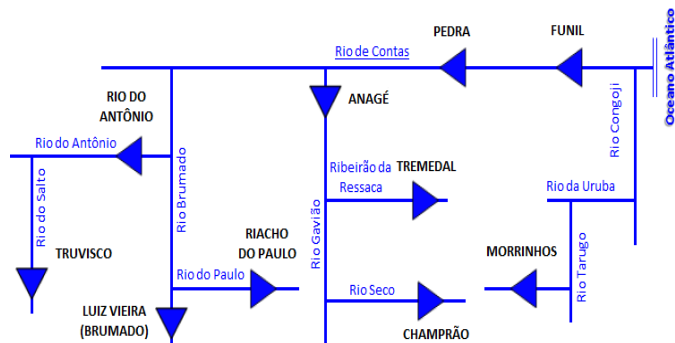 PEDRA
FUNIL
Rio de Contas
Oceano Atlântico
RIO DO
ANTÔNIO
ANAGÉ
Rio Congoji
Rio do Antônio
Rio Brumado
Ribeirão da
Ressaca
TREMEDAL
Rio do Salto
Rio da Uruba
TRUVISCO
RIACHO
DO PAULO
Rio Gavião
MORRINHOS
Rio Tarugo
Rio do Paulo
Rio Seco
LUIZ VIEIRA
(BRUMADO)
CHAMPRÃO